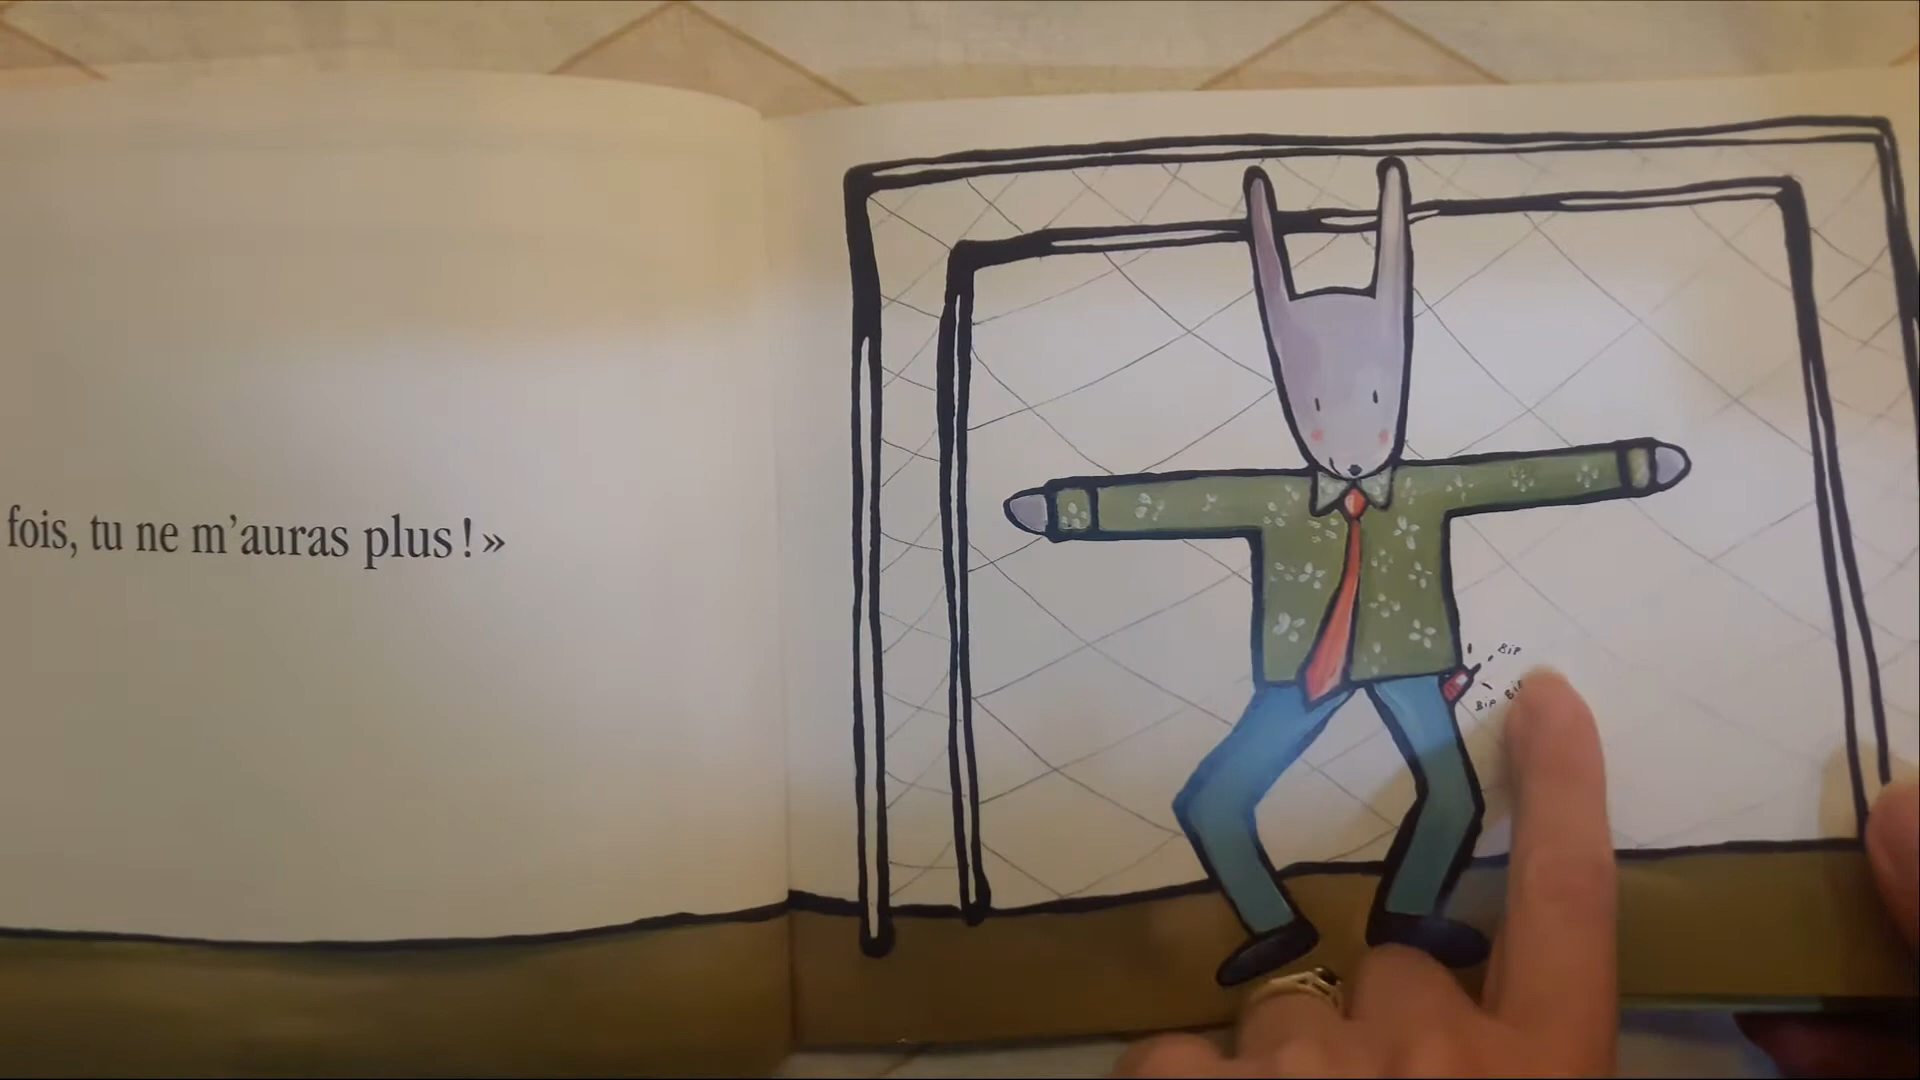 fois, tu ne m’auras plus ! »
Bip
Bip Bip